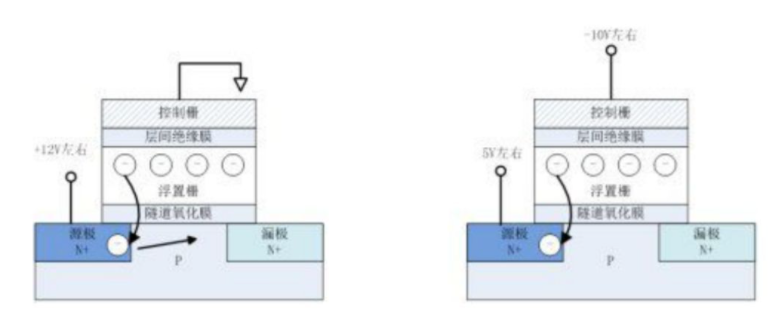 -10V左右
控制栅
层间绝缘膜
浮置栅
隧道氧化膜
+12V左右
源极
N+
P
漏极
N+
控制栅
层间绝缘膜
浮置栅
隧道氧化膜
5V左右
源极
N+
P
漏极
N+